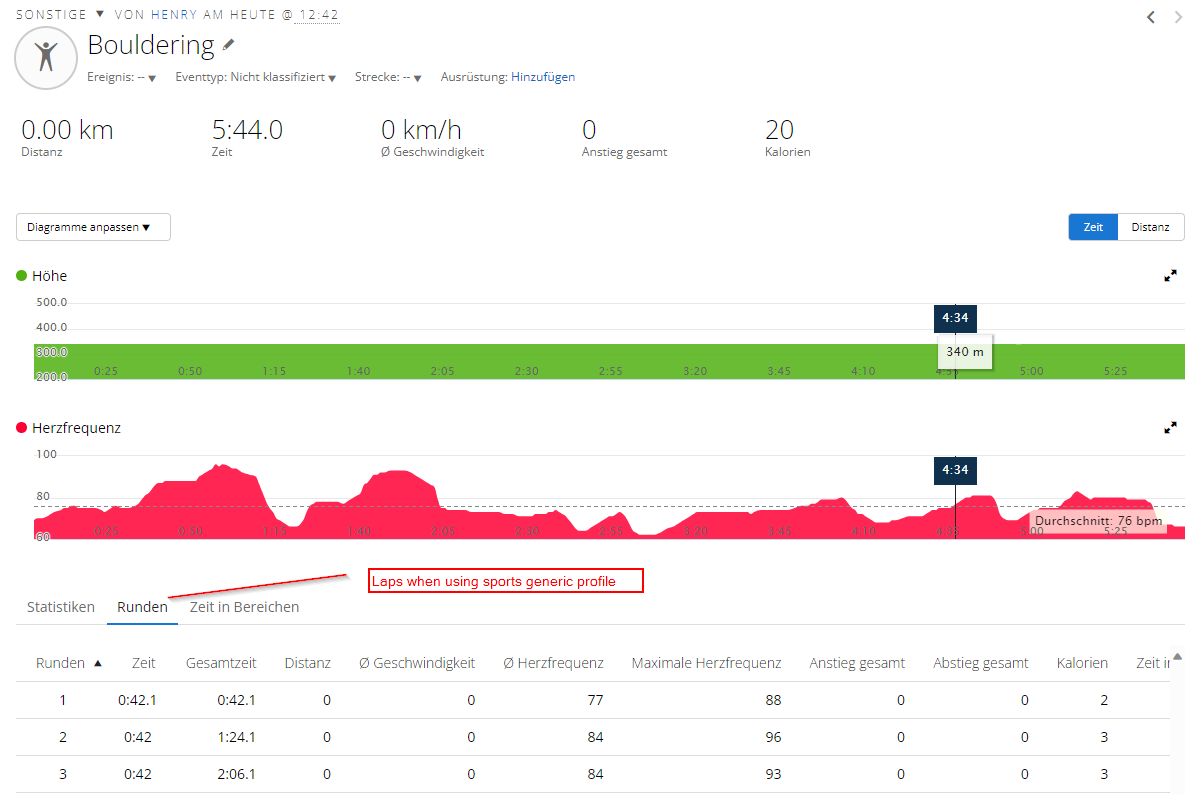 SONSTIGE ▼ VON HENRY AM HEUTE @ 12:42
Bouldering
Ereignis: -- ▼ Eventtyp: Nicht klassifiziert ▼ Strecke: -- ▼ Ausrüstung: Hinzufügen
0.00 km 5:44.0 0 km/h 0 20
Distanz Zeit Ø Geschwindigkeit Anstieg gesamt Kalorien
Diagramme anpassen ▼ Zeit Distanz
Höhe
500.0
400.0
4:34
300.0
340 m
200.0 0:25 0:50 1:15 1:40 2:05 2:30 2:55 3:20 3:45 4:10 4:35 5:00 5:25
Herzfrequenz
100
4:34
80
Durchschnitt: 76 bpm
60 0:25 0:50 1:15 1:40 2:05 2:30 2:55 3:20 3:45 4:10 4:35 5:00 5:25
Laps when using sports generic profile
Statistiken Runden Zeit in Bereichen
Runden ▲ Zeit Gesamtzeit Distanz Ø Geschwindigkeit Ø Herzfrequenz Maximale Herzfrequenz Anstieg gesamt Abstieg gesamt Kalorien Zeit
1 0:42.1 0:42.1 0 0 77 88 0 0 2
2 0:42 1:24.1 0 0 84 96 0 0 3
3 0:42 2:06.1 0 0 84 93 0 0 3